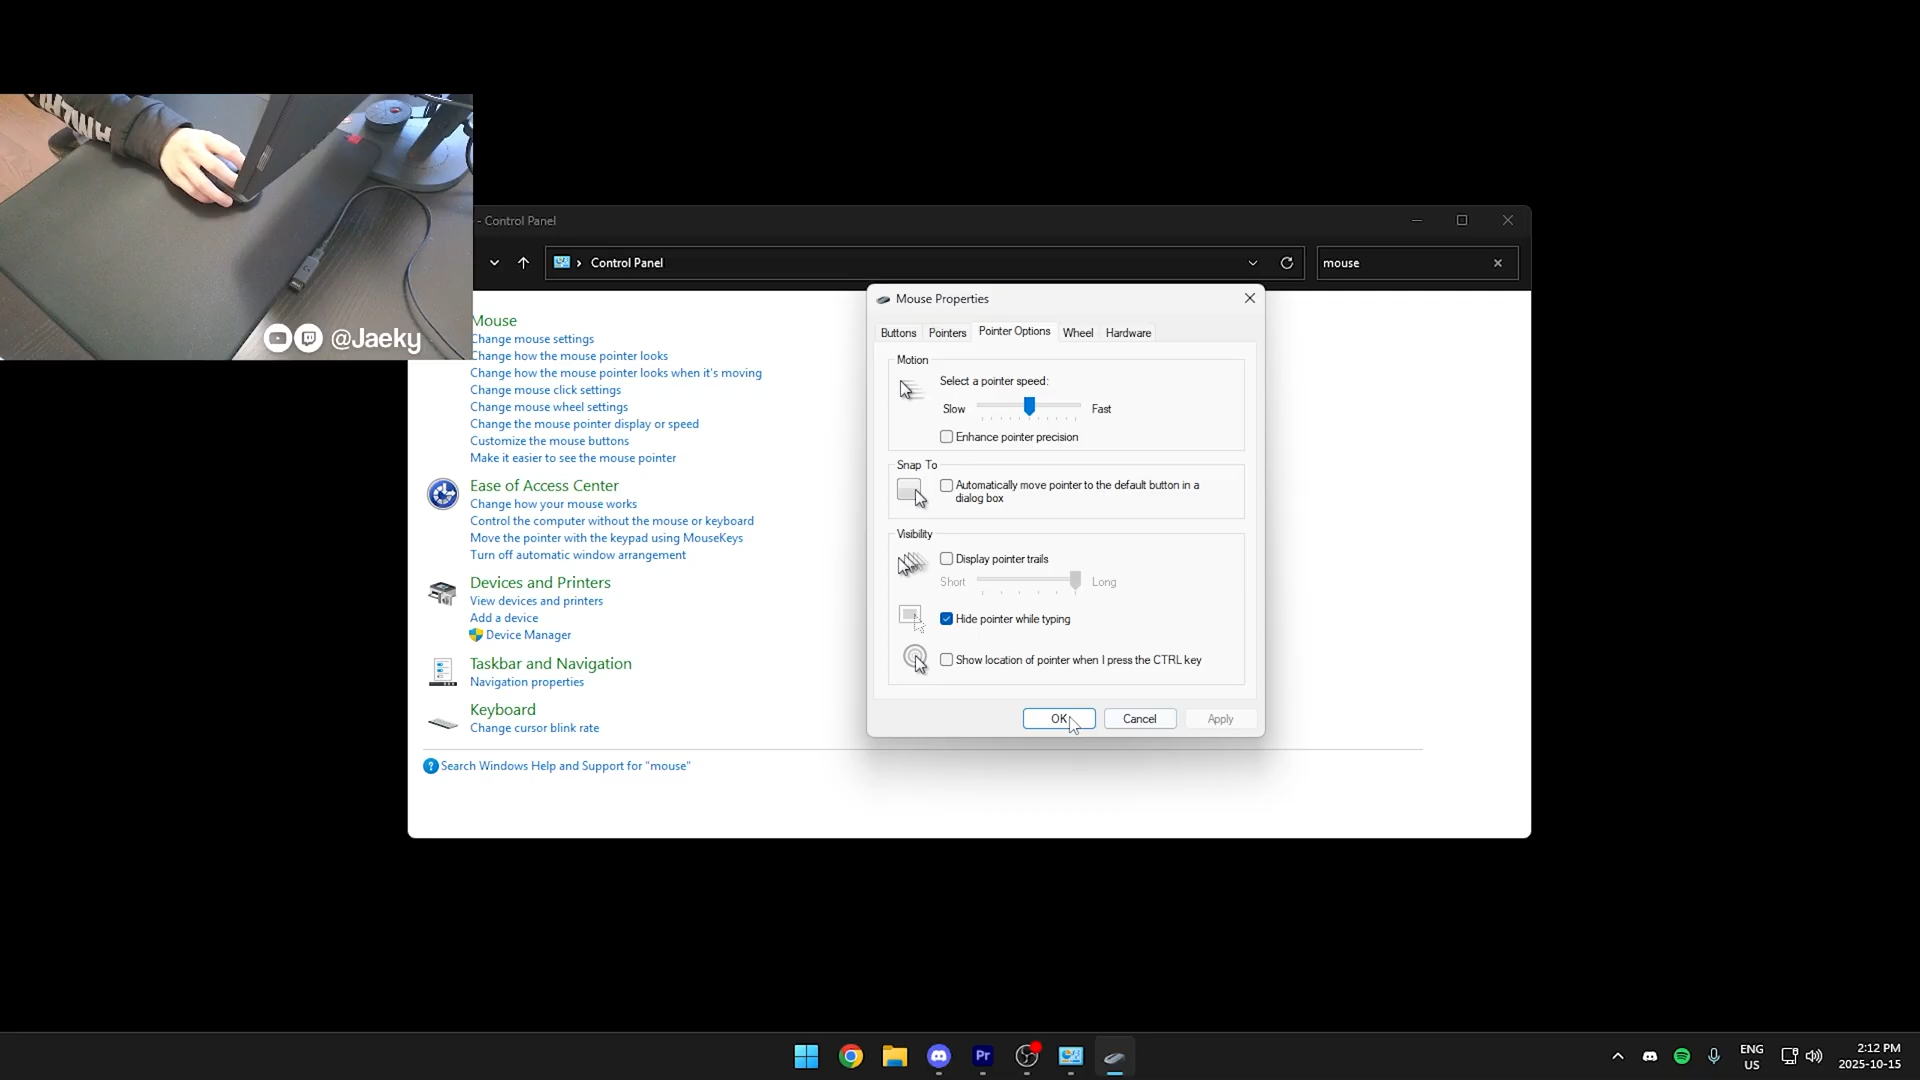 @Jaeky
- Control Panel
Control Panel
mouse
Mouse
Change mouse settings
Change how the mouse pointer looks
Change how the mouse pointer looks when it's moving
Change mouse click settings
Change mouse wheel settings
Change the mouse pointer display or speed
Customize the mouse buttons
Make it easier to see the mouse pointer
Ease of Access Center
Change how your mouse works
Control the computer without the mouse or keyboard
Move the pointer with the keypad using MouseKeys
Turn off automatic window arrangement
Devices and Printers
View devices and printers
Add a device
Device Manager
Taskbar and Navigation
Navigation properties
Keyboard
Change cursor blink rate
Search Windows Help and Support for "mouse"
Mouse Properties
Buttons
Pointers
Pointer Options
Wheel
Hardware
Motion
Select a pointer speed:
Slow
Fast
Enhance pointer precision
Snap To
Automatically move pointer to the default button in a
dialog box
Visibility
Display pointer trails
Short
Long
Hide pointer while typing
Show location of pointer when I press the CTRL key
OK
Cancel
Apply
Pr
ENG
US
2:12 PM
2025-10-15